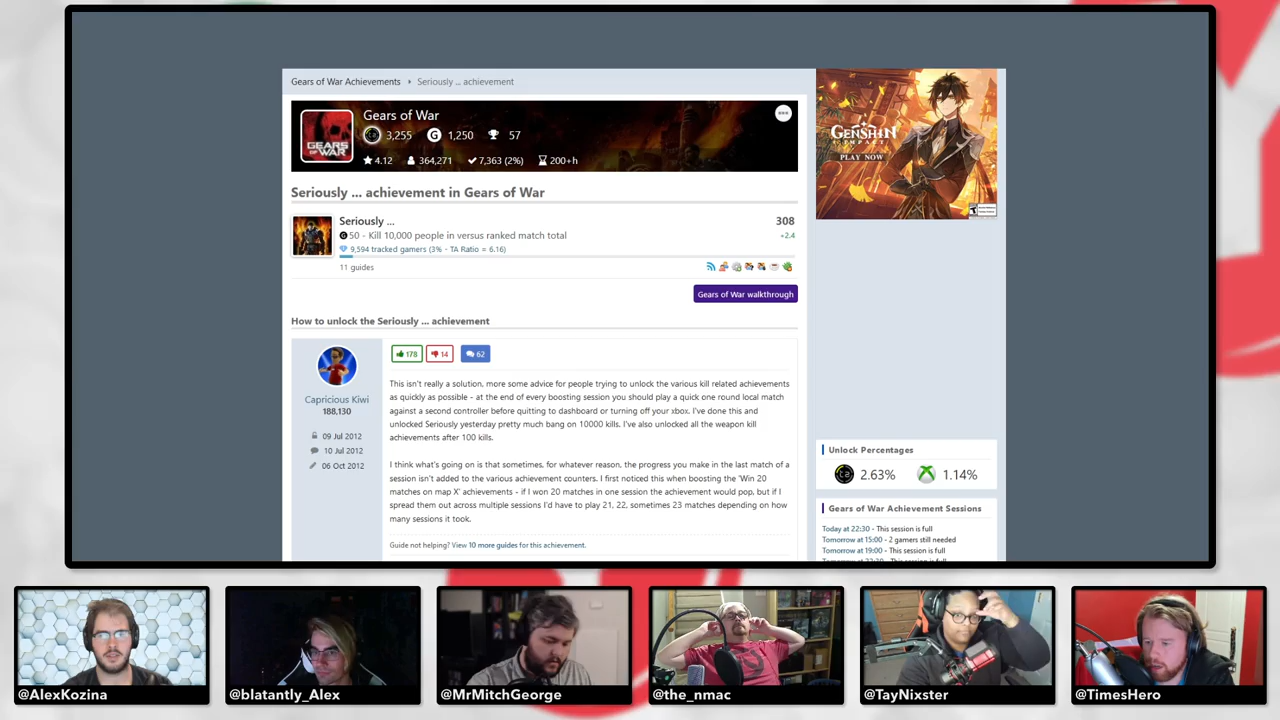 Gears of War Achievements ‣ Seriously ... achievement
GEARS OF WAR
Gears of War
3,255 G 1,250 57
4.12 364,271 7,363 (2%) 200+h
GENSHIN
IMPACT
PLAY NOW
Seriously ... achievement in Gears of War
Seriously ... 308
G 50 - Kill 10,000 people in versus ranked match total +2.4
9,594 tracked gamers (3% - TA Ratio = 6.16)
11 guides
Gears of War walkthrough
How to unlock the Seriously ... achievement
178 14 62
Capricious Kiwi
188,130
09 Jul 2012
10 Jul 2012
06 Oct 2012
This isn't really a solution, more some advice for people trying to unlock the various kill related achievements
as quickly as possible - at the end of every boosting session you should play a quick one round local match
against a second controller before quitting to dashboard or turning off your xbox. I've done this and
unlocked Seriously yesterday pretty much bang on 10000 kills. I've also unlocked all the weapon kill
achievements after 100 kills.
I think what's going on is that sometimes, for whatever reason, the progress you make in the last match of a
session isn't added to the various achievement counters. I first noticed this when boosting the 'Win 20
matches on map X' achievements - if I won 20 matches in one session the achievement would pop, but if I
spread them out across multiple sessions I'd have to play 21, 22, sometimes 23 matches depending on how
many sessions it took.
Guide not helping? View 10 more guides for this achievement.
Unlock Percentages
2.63% 1.14%
Gears of War Achievement Sessions
Today at 22:30 - This session is full
Tomorrow at 15:00 - 2 gamers still needed
Tomorrow at 19:00 - This session is full
@AlexKozina
@blatantly_Alex
@MrMitchGeorge
@the_nmac
@TayNixster
@TimesHero